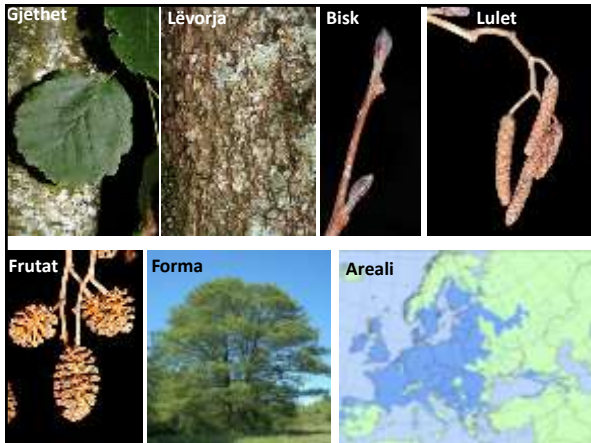 Gjethet
Lëvorja
Bisk
Lulet
Frutat
Forma
Areali